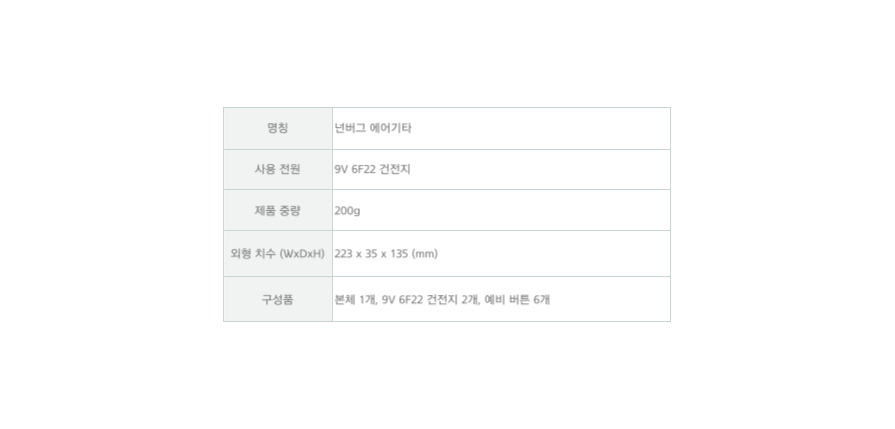 명칭 넌버그 에어기타
사용 전원 9V 6F22 건전지
제품 중량 200g
외형 치수 (WxDxH) 223 x 35 x 135 (mm)
구성품 본체 1개, 9V 6F22 건전지 2개, 예비 버튼 6개